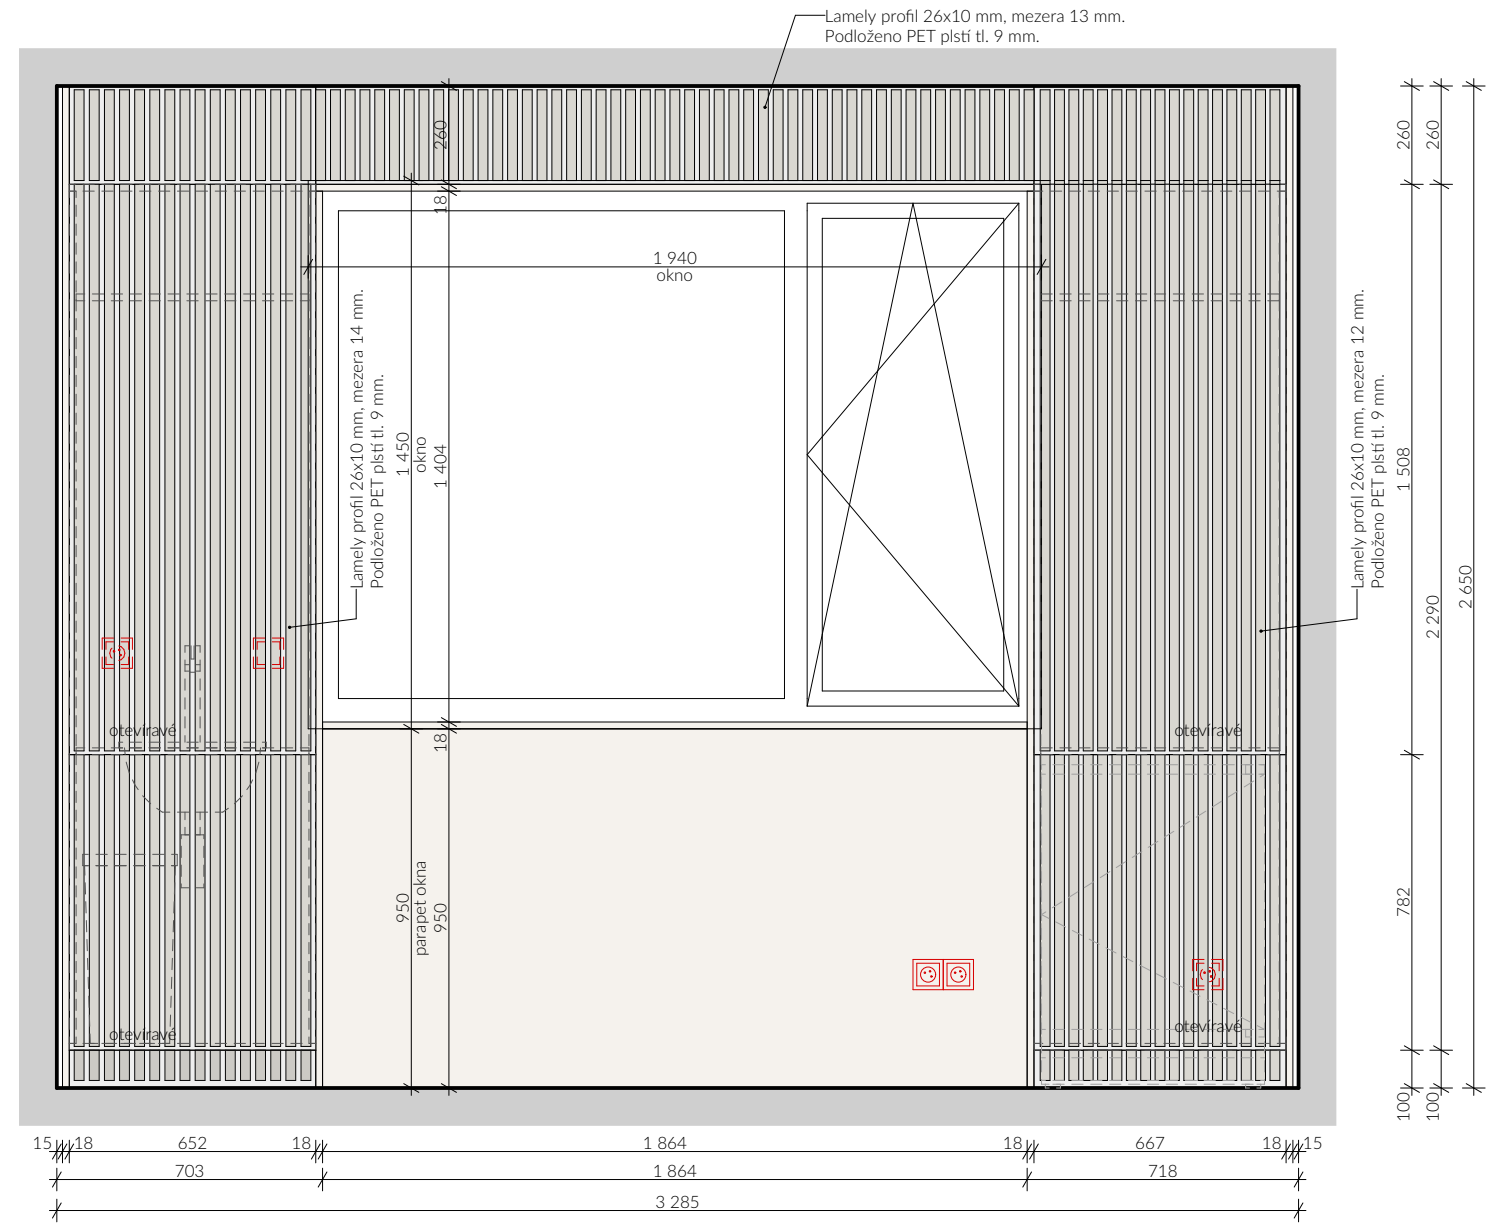 Lamely profil 26x10 mm, mezera 13 mm.
Podloženo PET plstí tl. 9 mm.
260
18
1 940
okno
Lamely profil 26x10 mm, mezera 14 mm.
Podloženo PET plstí tl. 9 mm.
1 450
okno
1 404
Lamely profil 26x10 mm, mezera 12 mm.
Podloženo PET plstí tl. 9 mm.
otevíravé
otevíravé
18
950
parapet okna
950
otevíravé
otevíravé
260
260
1 508
2 290
2 650
782
100
100
15 18 652 18 1 864 18 667 18 15
703 1 864 718
3 285